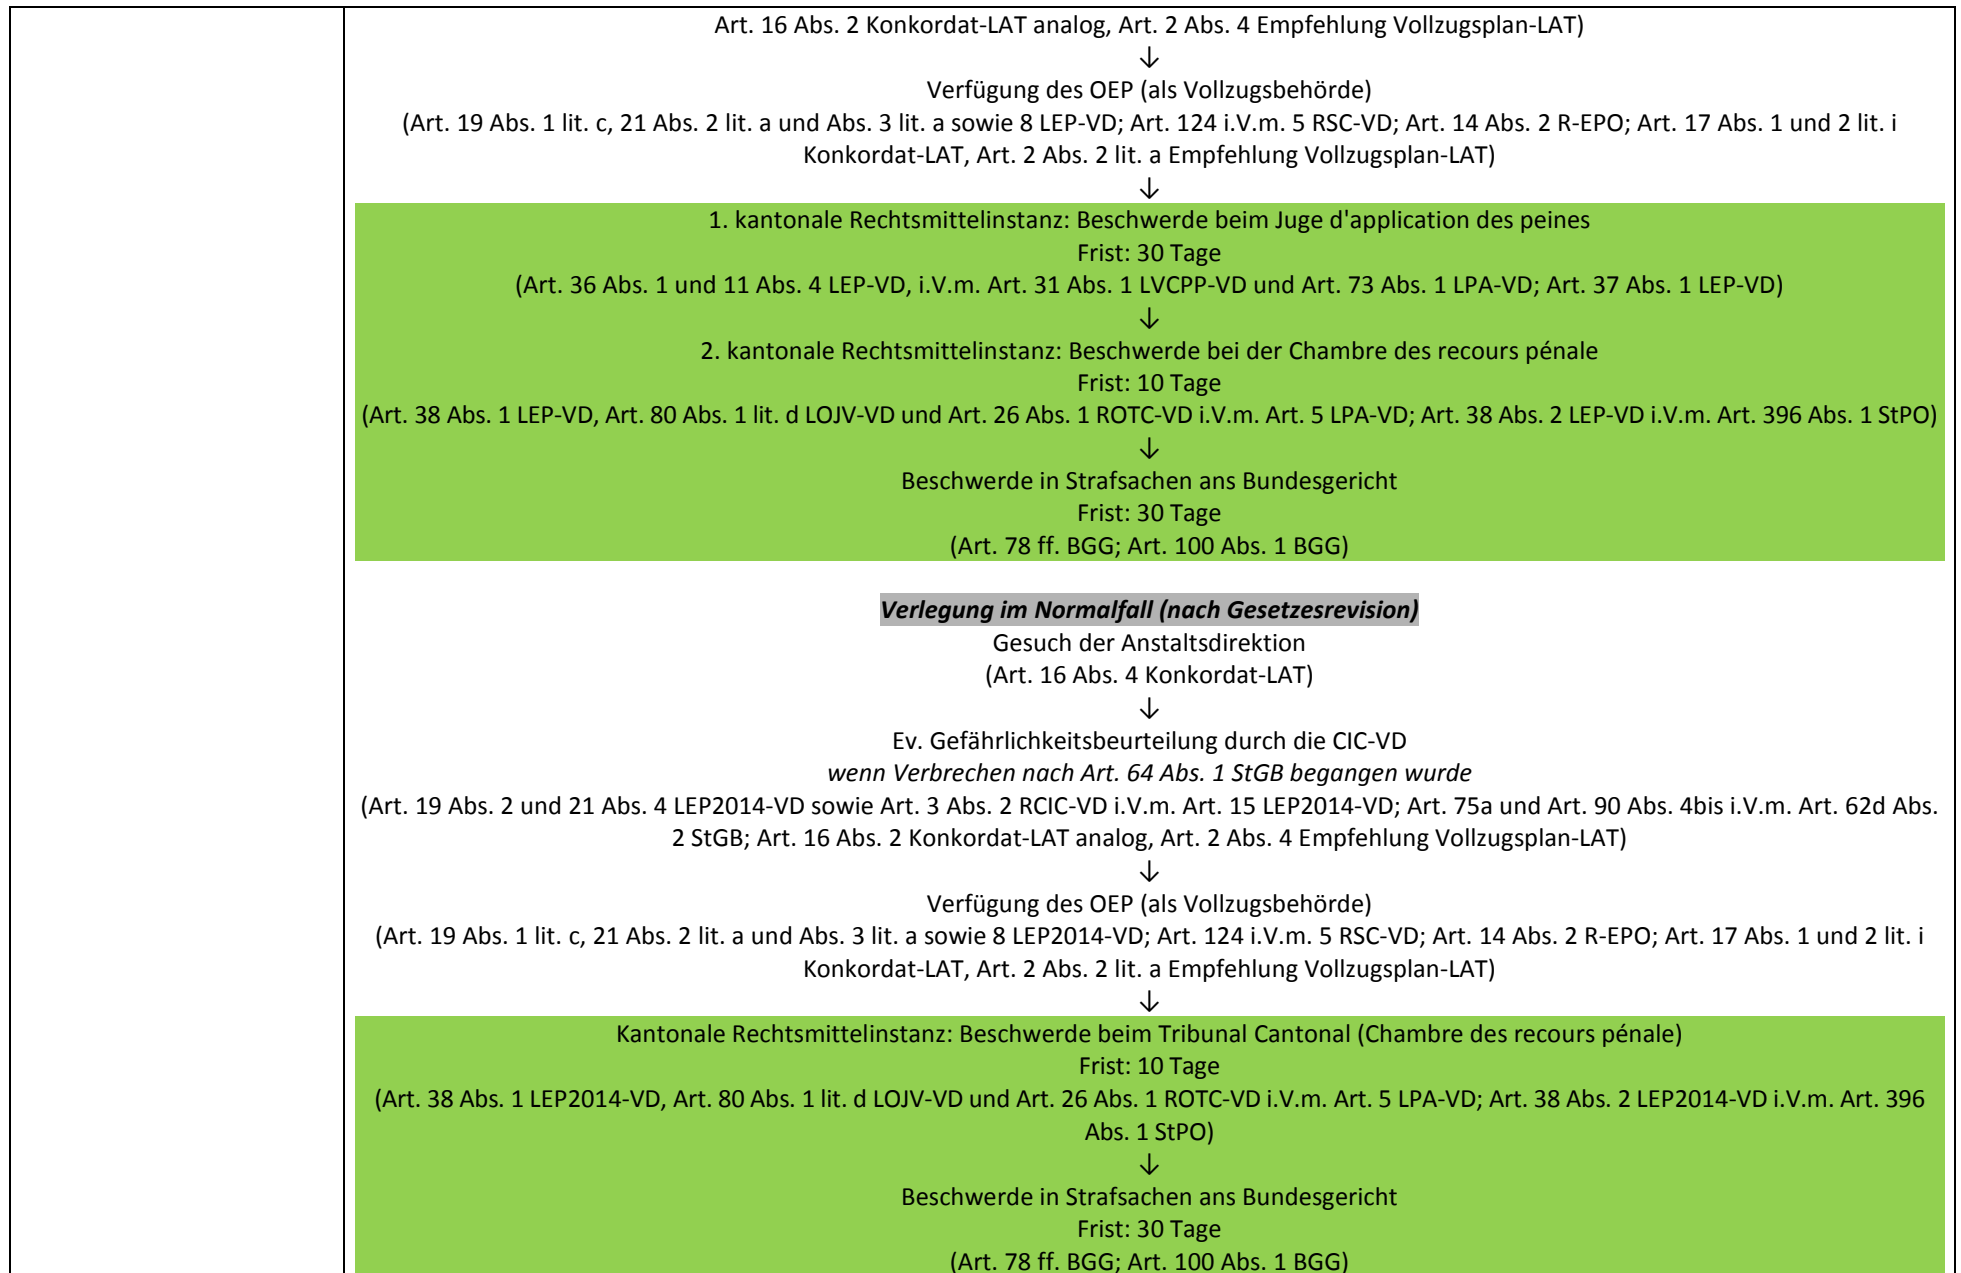 Art. 16 Abs. 2 Konkordat-LAT analog, Art. 2 Abs. 4 Empfehlung Vollzugsplan-LAT)
↓
Verfügung des OEP (als Vollzugsbehörde)
(Art. 19 Abs. 1 lit. c, 21 Abs. 2 lit. a und Abs. 3 lit. a sowie 8 LEP-VD; Art. 124 i.V.m. 5 RSC-VD; Art. 14 Abs. 2 R-EPO; Art. 17 Abs. 1 und 2 lit. i
Konkordat-LAT, Art. 2 Abs. 2 lit. a Empfehlung Vollzugsplan-LAT)
↓
1. kantonale Rechtsmittelinstanz: Beschwerde beim Juge d'application des peines
Frist: 30 Tage
(Art. 36 Abs. 1 und 11 Abs. 4 LEP-VD, i.V.m. Art. 31 Abs. 1 LVCPP-VD und Art. 73 Abs. 1 LPA-VD; Art. 37 Abs. 1 LEP-VD)
↓
2. kantonale Rechtsmittelinstanz: Beschwerde bei der Chambre des recours pénale
Frist: 10 Tage
(Art. 38 Abs. 1 LEP-VD, Art. 80 Abs. 1 lit. d LOJV-VD und Art. 26 Abs. 1 ROTC-VD i.V.m. Art. 5 LPA-VD; Art. 38 Abs. 2 LEP-VD i.V.m. Art. 396 Abs. 1 StPO)
↓
Beschwerde in Strafsachen ans Bundesgericht
Frist: 30 Tage
(Art. 78 ff. BGG; Art. 100 Abs. 1 BGG)
Verlegung im Normalfall (nach Gesetzesrevision)
Gesuch der Anstaltsdirektion
(Art. 16 Abs. 4 Konkordat-LAT)
↓
Ev. Gefährlichkeitsbeurteilung durch die CIC-VD
wenn Verbrechen nach Art. 64 Abs. 1 StGB begangen wurde
(Art. 19 Abs. 2 und 21 Abs. 4 LEP2014-VD sowie Art. 3 Abs. 2 RCIC-VD i.V.m. Art. 15 LEP2014-VD; Art. 75a und Art. 90 Abs. 4bis i.V.m. Art. 62d Abs.
2 StGB; Art. 16 Abs. 2 Konkordat-LAT analog, Art. 2 Abs. 4 Empfehlung Vollzugsplan-LAT)
↓
Verfügung des OEP (als Vollzugsbehörde)
(Art. 19 Abs. 1 lit. c, 21 Abs. 2 lit. a und Abs. 3 lit. a sowie 8 LEP2014-VD; Art. 124 i.V.m. 5 RSC-VD; Art. 14 Abs. 2 R-EPO; Art. 17 Abs. 1 und 2 lit. i
Konkordat-LAT, Art. 2 Abs. 2 lit. a Empfehlung Vollzugsplan-LAT)
↓
Kantonale Rechtsmittelinstanz: Beschwerde beim Tribunal Cantonal (Chambre des recours pénale)
Frist: 10 Tage
(Art. 38 Abs. 1 LEP2014-VD, Art. 80 Abs. 1 lit. d LOJV-VD und Art. 26 Abs. 1 ROTC-VD i.V.m. Art. 5 LPA-VD; Art. 38 Abs. 2 LEP2014-VD i.V.m. Art. 396
Abs. 1 StPO)
↓
Beschwerde in Strafsachen ans Bundesgericht
Frist: 30 Tage
(Art. 78 ff. BGG; Art. 100 Abs. 1 BGG)